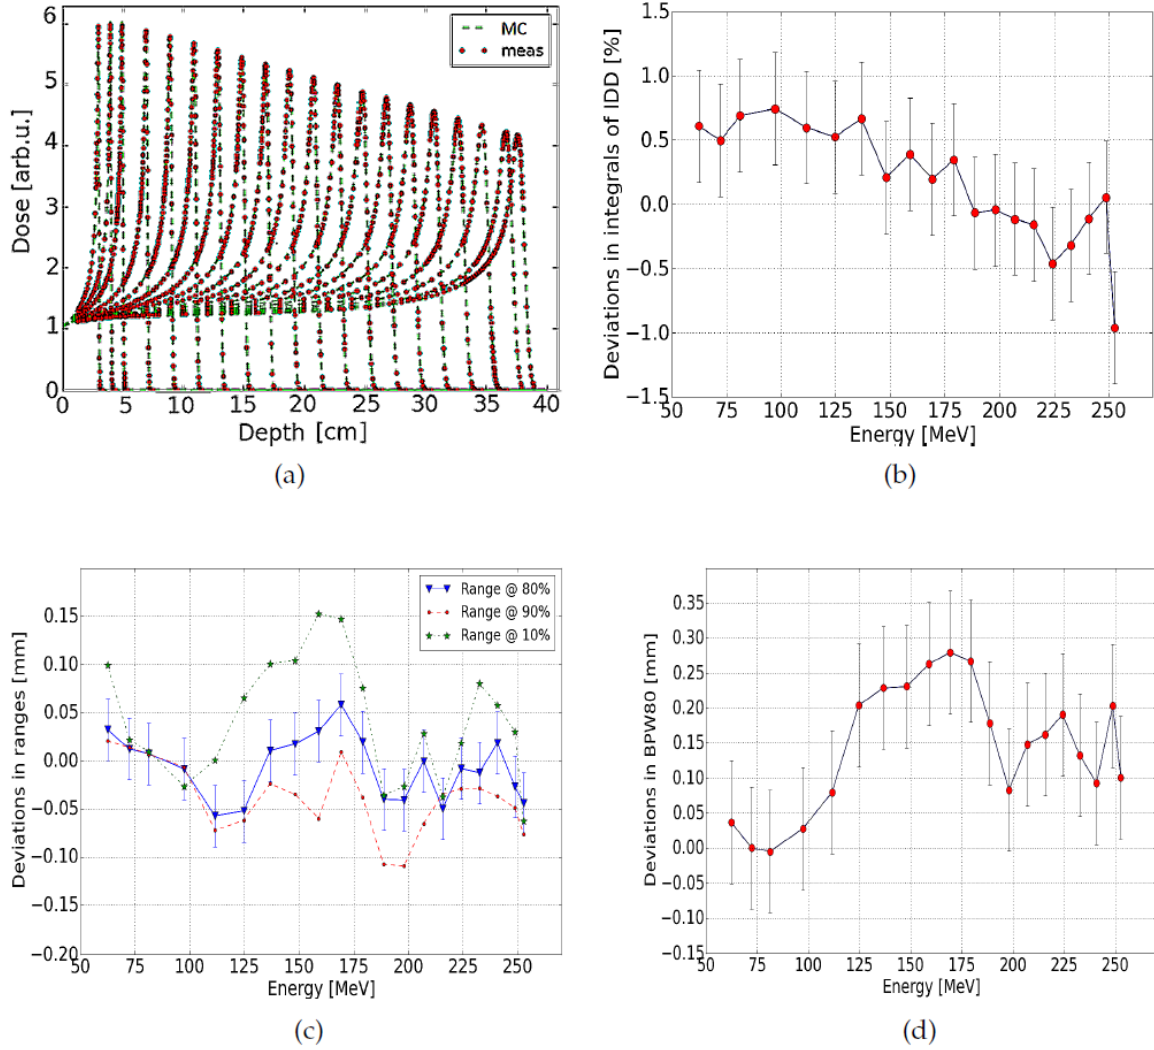 6
5
4
3
2
1
0
Dose [arb.u.]
MC
meas
0 5 10 15 20 25 30 35 40
Depth [cm]
(a)
1.5
1.0
0.5
0.0
−0.5
−1.0
−1.5
Deviations in integrals of IDD [%]
50 75 100 125 150 175 200 225 250
Energy [MeV]
(b)
0.15
0.10
0.05
0.00
−0.05
−0.10
−0.15
−0.20
Deviations in ranges [mm]
Range @ 80%
Range @ 90%
Range @ 10%
50 75 100 125 150 175 200 225 250
Energy [MeV]
(c)
0.35
0.30
0.25
0.20
0.15
0.10
0.05
0.00
−0.05
−0.10
−0.15
Deviations in BPW80 [mm]
50 75 100 125 150 175 200 225 250
Energy [MeV]
(d)